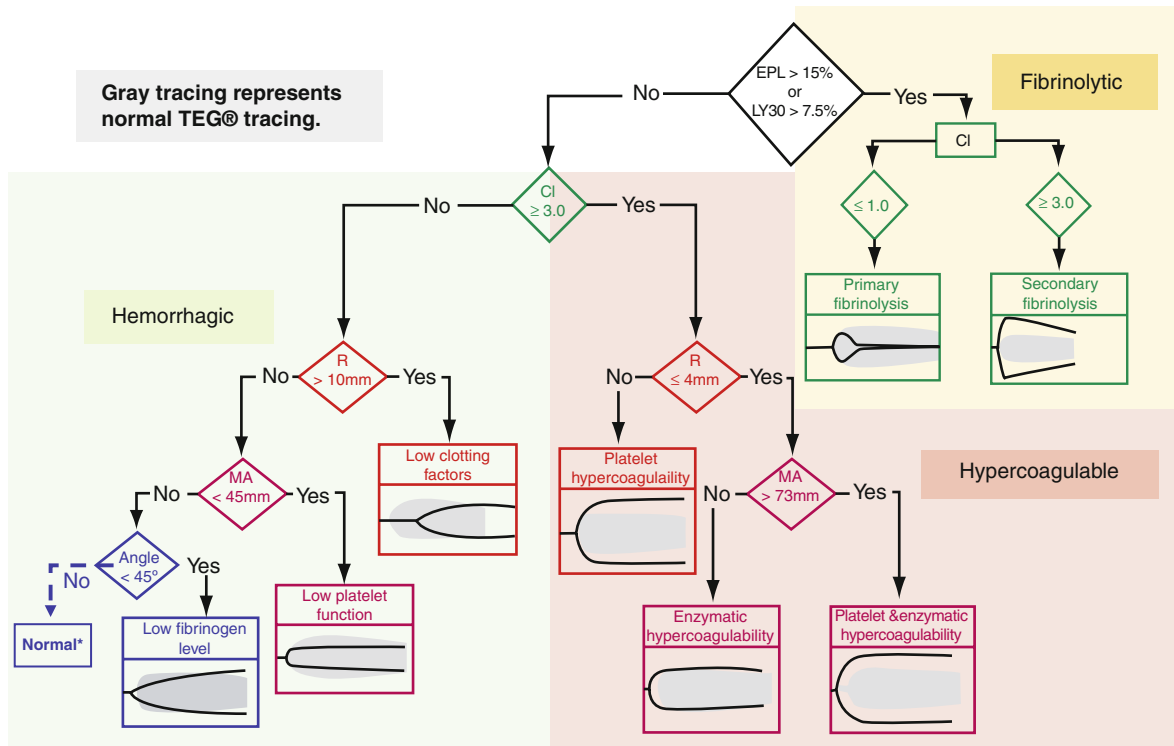 Gray tracing represents
normal TEG® tracing.
EPL > 15%
or
LY30 > 7.5%
No
Yes
Fibrinolytic
CI
≤ 1.0
≥ 3.0
Primary
fibrinolysis
Secondary
fibrinolysis
CI
≥ 3.0
No
Yes
Hemorrhagic
R
> 10mm
No
Yes
Low clotting
factors
MA
< 45mm
No
Yes
Low platelet
function
Angle
< 45º
No
Yes
Normal*
Low fibrinogen
level
R
≤ 4mm
No
Yes
Platelet
hypercoagulaility
Hypercoagulable
MA
> 73mm
No
Yes
Enzymatic
hypercoagulability
Platelet &enzymatic
hypercoagulability